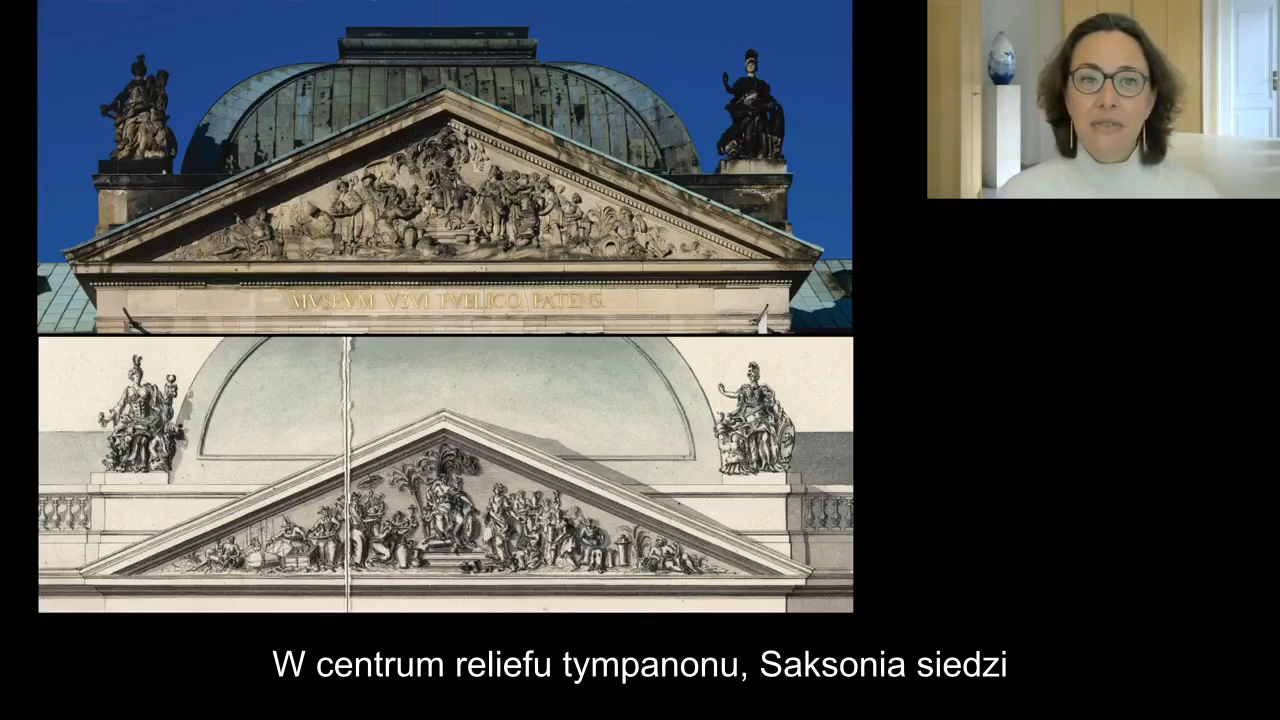 MVSEVM VSVI PVBLICO PATENS.
W centrum reliefu tympanonu, Saksonia siedzi